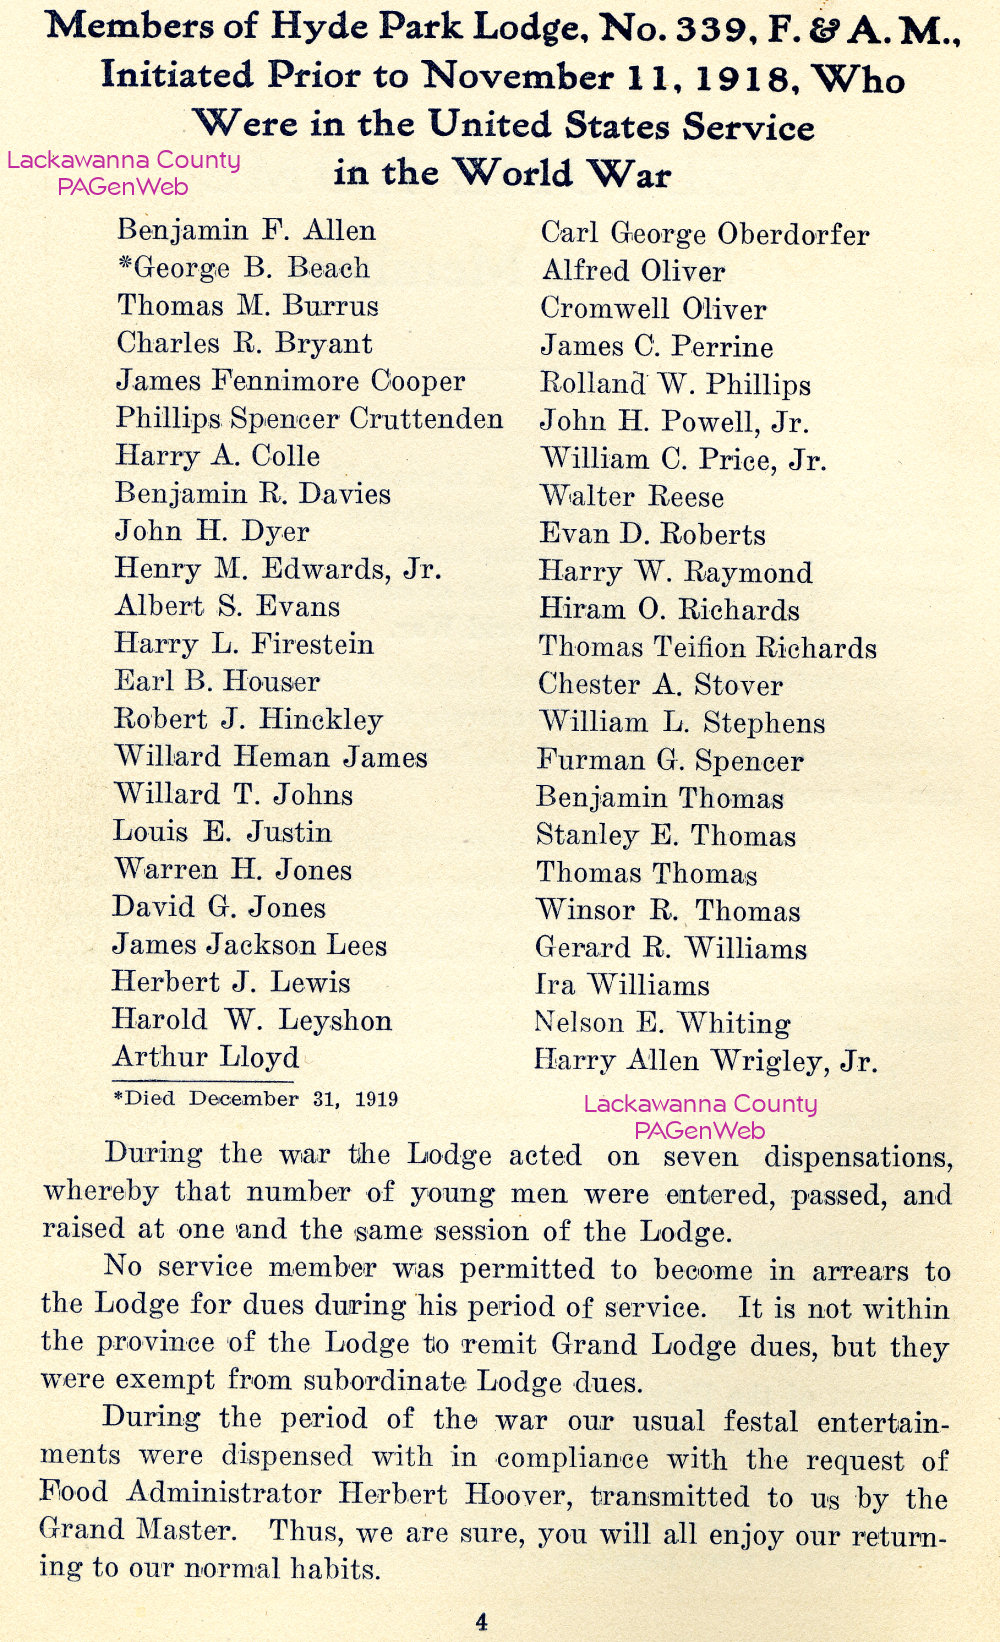 Members of Hyde Park Lodge, No. 339, F. & A. M.,
Initiated Prior to November 11, 1918, Who
Were in the United States Service
in the World War
Lackawanna County
PAGenWeb
Benjamin F. Allen
*George B. Beach
Thomas M. Burrus
Charles R. Bryant
James Fennimore Cooper
Phillips Spencer Cruttenden
Harry A. Colle
Benjamin R. Davies
John H. Dyer
Henry M. Edwards, Jr.
Albert S. Evans
Harry L. Firestein
Earl B. Houser
Robert J. Hinckley
Willard Heman James
Willard T. Johns
Louis E. Justin
Warren H. Jones
David G. Jones
James Jackson Lees
Herbert J. Lewis
Harold W. Leyshon
Arthur Lloyd
*Died December 31, 1919
Carl George Oberdorfer
Alfred Oliver
Cromwell Oliver
James C. Perrine
Rolland W. Phillips
John H. Powell, Jr.
William C. Price, Jr.
Walter Reese
Evan D. Roberts
Harry W. Raymond
Hiram O. Richards
Thomas Teifion Richards
Chester A. Stover
William L. Stephens
Furman G. Spencer
Benjamin Thomas
Stanley E. Thomas
Thomas Thomas
Winsor R. Thomas
Gerard R. Williams
Ira Williams
Nelson E. Whiting
Harry Allen Wrigley, Jr.
Lackawanna County
PAGenWeb
During the war the Lodge acted on seven dispensations,
whereby that number of young men were entered, passed, and
raised at one and the same session of the Lodge.
No service member was permitted to become in arrears to
the Lodge for dues during his period of service. It is not within
the province of the Lodge to remit Grand Lodge dues, but they
were exempt from subordinate Lodge dues.
During the period of the war our usual festal entertain-
ments were dispensed with in compliance with the request of
Food Administrator Herbert Hoover, transmitted to us by the
Grand Master. Thus, we are sure, you will all enjoy our return-
ing to our normal habits.
4